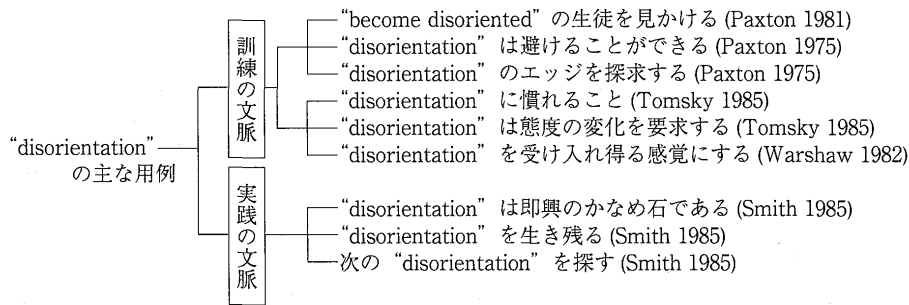 “disorientation”
の主な用例
訓練の文脈
“become disoriented” の生徒を見かける (Paxton 1981)
“disorientation” は避けることができる (Paxton 1975)
“disorientation” のエッジを探求する (Paxton 1975)
“disorientation” に慣れること (Tomsky 1985)
“disorientation” は態度の変化を要求する (Tomsky 1985)
“disorientation” を受け入れ得る感覚にする (Warshaw 1982)
実践の文脈
“disorientation” は即興のかなめ石である (Smith 1985)
“disorientation” を生き残る (Smith 1985)
次の “disorientation” を探す (Smith 1985)